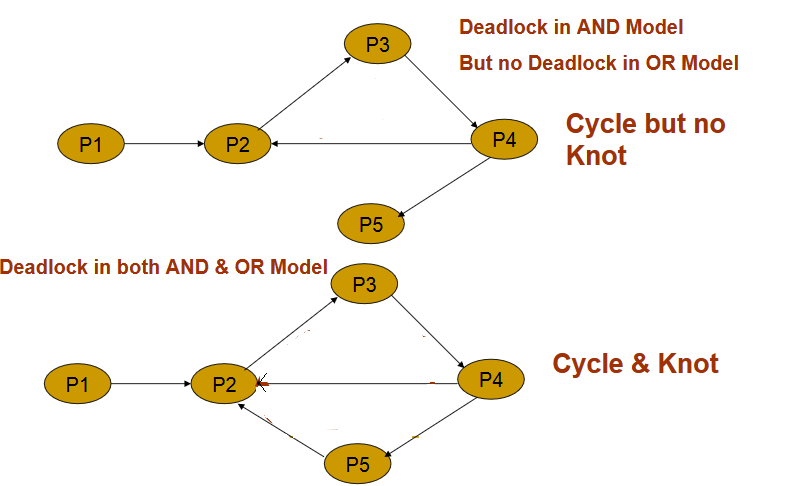 Deadlock in AND Model
P3
But no Deadlock in OR Model
Cycle but no
Knot
P1
P2
P4
P5
Deadlock in both AND & OR Model
P3
Cycle & Knot
P1
P2
P4
P5